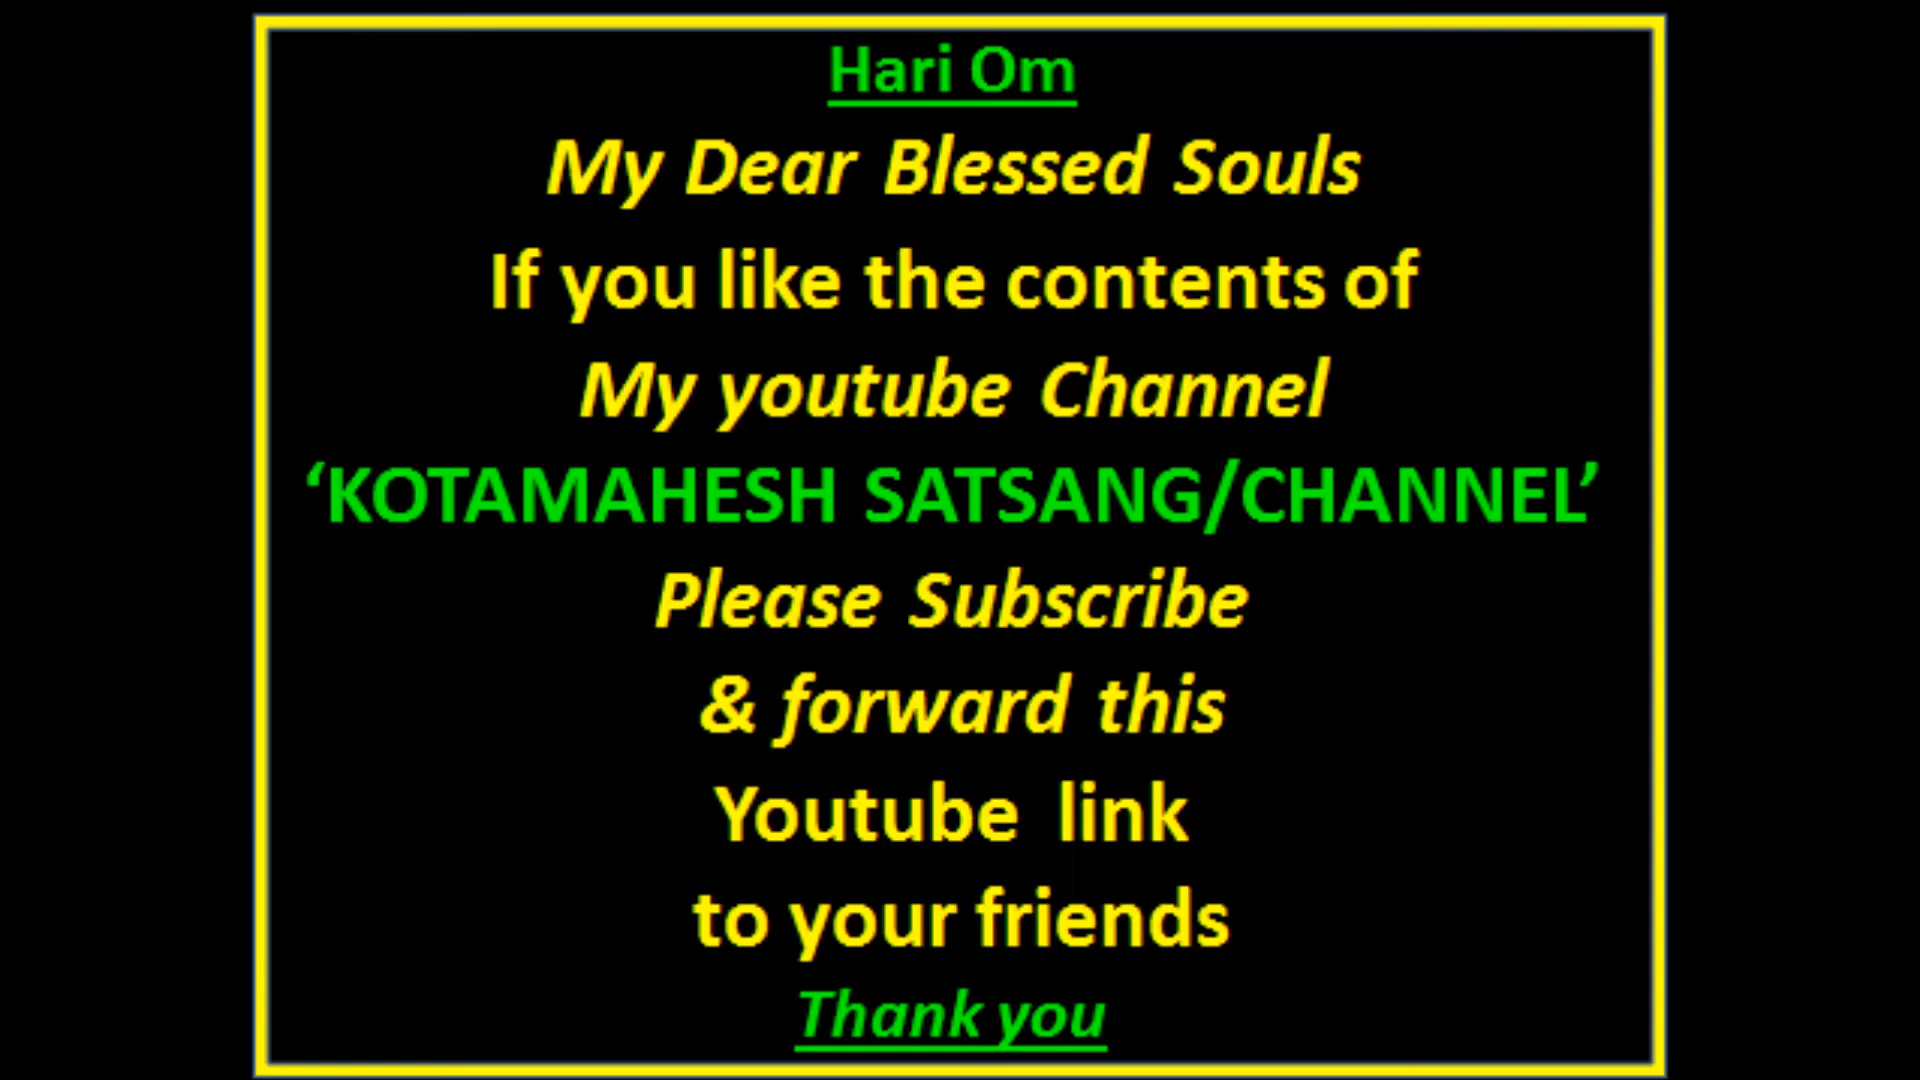 Hari Om
My Dear Blessed Souls
If you like the contents of
My youtube Channel
‘KOTAMAHESH SATSANG/CHANNEL’
Please Subscribe
& forward this
Youtube link
to your friends
Thank you